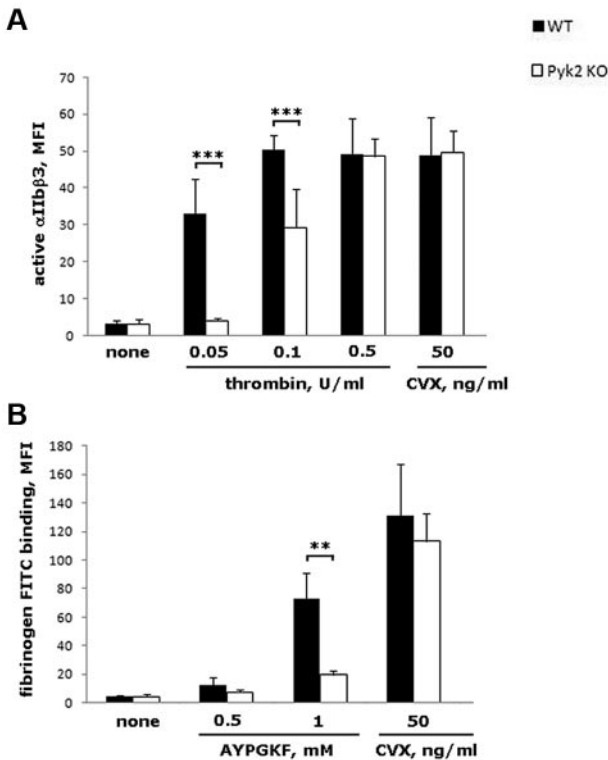 A
WT
Pyk2 KO
active αIIbβ3, MFI
70
60
50
40
30
20
10
0
***
***
none
0.05
0.1
0.5
50
thrombin, U/ml
CVX, ng/ml
B
fibrinogen FITC binding, MFI
180
160
140
120
100
80
60
40
20
0
**
none
0.5
1
50
AYPGKF, mM
CVX, ng/ml